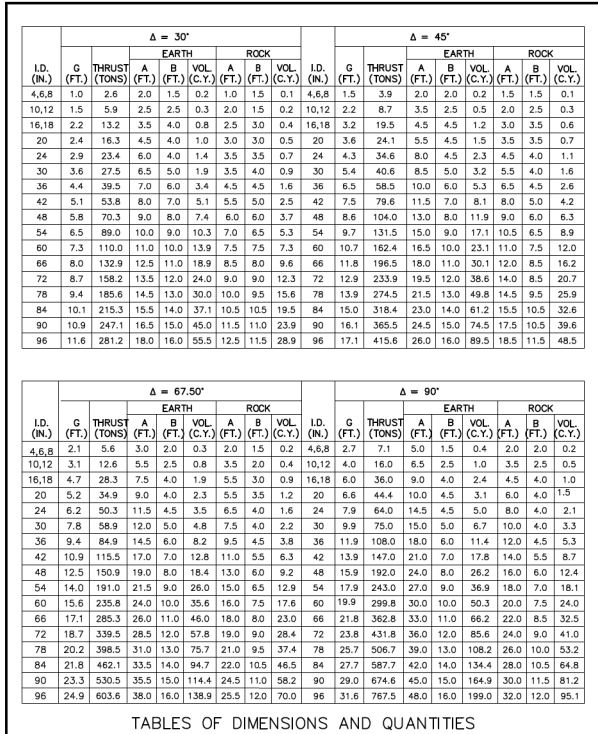 Δ = 30° Δ = 45°
EARTH ROCK EARTH ROCK
I.D. (IN.) G (FT.) THRUST (TONS) A (FT.) B (FT.) VOL. (C.Y.) A (FT.) B (FT.) VOL. (C.Y.) I.D. (IN.) G (FT.) THRUST (TONS) A (FT.) B (FT.) VOL. (C.Y.) A (FT.) B (FT.) VOL. (C.Y.)
4,6,8 1.0 2.6 2.0 1.5 0.2 1.0 1.5 0.1 4,6,8 1.5 3.9 2.0 2.0 0.2 1.5 1.5 0.1
10,12 1.5 5.9 2.5 2.5 0.3 2.0 1.5 0.2 10,12 2.2 8.7 3.5 2.5 0.5 2.0 2.5 0.3
16,18 2.2 13.2 3.5 4.0 0.8 2.5 3.0 0.4 16,18 3.2 19.5 4.5 4.5 1.2 3.0 3.5 0.6
20 2.4 16.3 4.5 4.0 1.0 3.0 3.0 0.5 20 3.6 24.1 5.5 4.5 1.5 3.5 3.5 0.7
24 2.9 23.4 6.0 4.0 1.4 3.5 3.5 0.7 24 4.3 34.6 8.0 4.5 2.3 4.5 4.0 1.1
30 3.6 27.5 6.5 5.0 1.9 3.5 4.0 0.9 30 5.4 40.6 8.5 5.0 3.2 5.5 4.0 1.6
36 4.4 39.5 7.0 6.0 3.4 4.5 4.5 1.6 36 6.5 58.5 10.0 6.0 5.3 6.5 4.5 2.6
42 5.1 53.8 8.0 7.0 5.1 5.5 5.0 2.5 42 7.5 79.6 11.5 7.0 8.1 8.0 5.0 4.2
48 5.8 70.3 9.0 8.0 7.4 6.0 6.0 3.7 48 8.6 104.0 13.0 8.0 11.9 9.0 6.0 6.3
54 6.5 89.0 10.0 9.0 10.3 7.0 6.5 5.3 54 9.7 131.5 15.0 9.0 17.1 10.5 6.5 8.9
60 7.3 110.0 11.0 10.0 13.9 7.5 7.5 7.3 60 10.7 162.4 16.5 10.0 23.1 11.0 7.5 12.0
66 8.0 132.9 12.5 11.0 18.9 8.5 8.0 9.6 66 11.8 196.5 18.0 11.0 30.1 12.0 8.5 16.2
72 8.7 158.2 13.5 12.0 24.0 9.0 9.0 12.3 72 12.9 233.9 19.5 12.0 38.6 14.0 8.5 20.7
78 9.4 185.6 14.5 13.0 30.0 10.0 9.5 15.6 78 13.9 274.5 21.5 13.0 49.8 14.5 9.5 25.9
84 10.1 215.3 15.5 14.0 37.1 10.5 10.5 19.5 84 15.0 318.4 23.0 14.0 61.2 15.5 10.5 32.6
90 10.9 247.1 16.5 15.0 45.0 11.5 11.0 23.9 90 16.1 365.5 24.5 15.0 74.5 17.5 10.5 39.6
96 11.6 281.2 18.0 16.0 55.5 12.5 11.5 28.9 96 17.1 415.6 26.0 16.0 89.5 18.5 11.5 48.5
Δ = 67.50° Δ = 90°
EARTH ROCK EARTH ROCK
I.D. (IN.) G (FT.) THRUST (TONS) A (FT.) B (FT.) VOL. (C.Y.) A (FT.) B (FT.) VOL. (C.Y.) I.D. (IN.) G (FT.) THRUST (TONS) A (FT.) B (FT.) VOL. (C.Y.) A (FT.) B (FT.) VOL. (C.Y.)
4,6,8 2.1 5.6 3.0 2.0 0.3 2.0 1.5 0.2 4,6,8 2.7 7.1 5.0 1.5 0.4 2.0 2.0 0.2
10,12 3.1 12.6 5.5 2.5 0.8 3.5 2.0 0.4 10,12 4.0 16.0 6.5 2.5 1.0 3.5 2.5 0.5
16,18 4.7 28.3 7.5 4.0 1.9 5.5 3.0 0.9 16,18 6.0 36.0 9.0 4.0 2.4 4.5 4.0 1.0
20 5.2 34.9 9.0 4.0 2.3 5.5 3.5 1.2 20 6.6 44.4 10.0 4.5 3.1 6.0 4.0 1.5
24 6.2 50.3 11.5 4.5 3.5 6.5 4.0 1.6 24 7.9 64.0 14.5 4.5 5.0 8.0 4.0 2.1
30 7.8 58.9 12.0 5.0 4.8 7.5 4.0 2.2 30 9.9 75.0 15.0 5.0 6.7 10.0 4.0 3.3
36 9.4 84.9 14.5 6.0 8.2 9.5 4.5 3.8 36 11.9 108.0 18.0 6.0 11.4 12.0 4.5 5.3
42 10.9 115.5 17.0 7.0 12.8 11.0 5.5 6.3 42 13.9 147.0 21.0 7.0 17.8 14.0 5.5 8.7
48 12.5 150.9 19.0 8.0 18.4 13.0 6.0 9.2 48 15.9 192.0 24.0 8.0 26.2 16.0 6.0 12.4
54 14.0 191.0 21.5 9.0 26.0 15.0 6.5 12.9 54 17.9 243.0 27.0 9.0 36.9 18.0 7.0 18.1
60 15.6 235.8 24.0 10.0 35.6 16.0 7.5 17.6 60 19.9 299.8 30.0 10.0 50.3 20.0 7.5 24.0
66 17.1 285.3 26.0 11.0 46.0 18.0 8.0 23.0 66 21.8 362.8 33.0 11.0 66.2 22.0 8.5 32.5
72 18.7 339.5 28.5 12.0 57.8 19.0 9.0 28.4 72 23.8 431.8 36.0 12.0 85.6 24.0 9.0 41.0
78 20.2 398.5 31.0 13.0 75.7 21.0 9.5 37.4 78 25.7 506.7 39.0 13.0 108.2 26.0 10.0 53.2
84 21.8 462.1 33.5 14.0 94.7 22.0 10.5 46.5 84 27.7 587.7 42.0 14.0 134.4 28.0 10.5 64.8
90 23.3 530.5 35.5 15.0 114.4 24.5 11.0 58.2 90 29.0 674.6 45.0 15.0 164.9 30.0 11.5 81.2
96 24.9 603.6 38.0 16.0 138.9 25.5 12.0 70.0 96 31.6 767.5 48.0 16.0 199.0 32.0 12.0 95.1
TABLES OF DIMENSIONS AND QUANTITIES